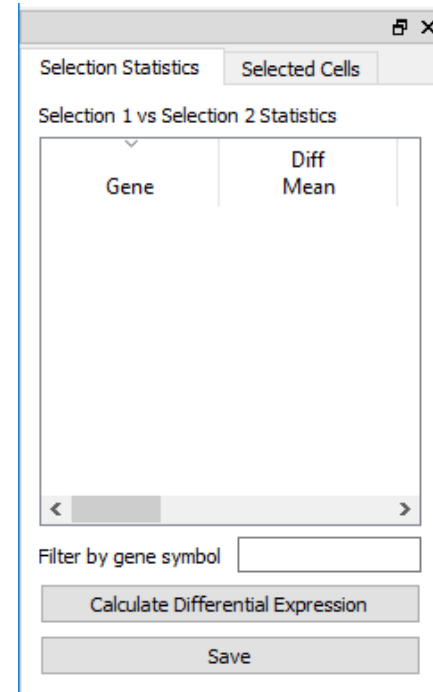 Selection Statistics Selected Cells
Selection 1 vs Selection 2 Statistics
Gene Diff Mean
Filter by gene symbol
Calculate Differential Expression
Save